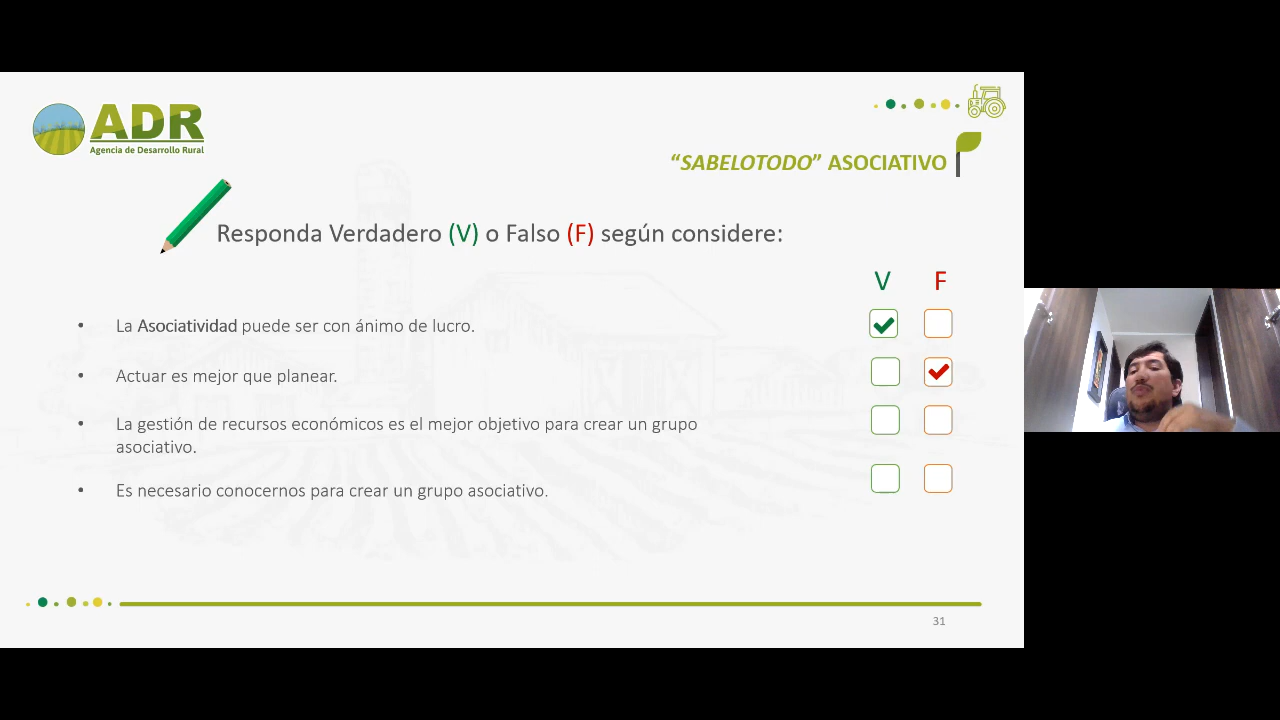 ADR
Agencia de Desarrollo Rural
“SABELOTODO” ASOCIATIVO
Responda Verdadero (V) o Falso (F) según considere:
V F
• La Asociatividad puede ser con ánimo de lucro.
• Actuar es mejor que planear.
• La gestión de recursos económicos es el mejor objetivo para crear un grupo
asociativo.
• Es necesario conocernos para crear un grupo asociativo.
31